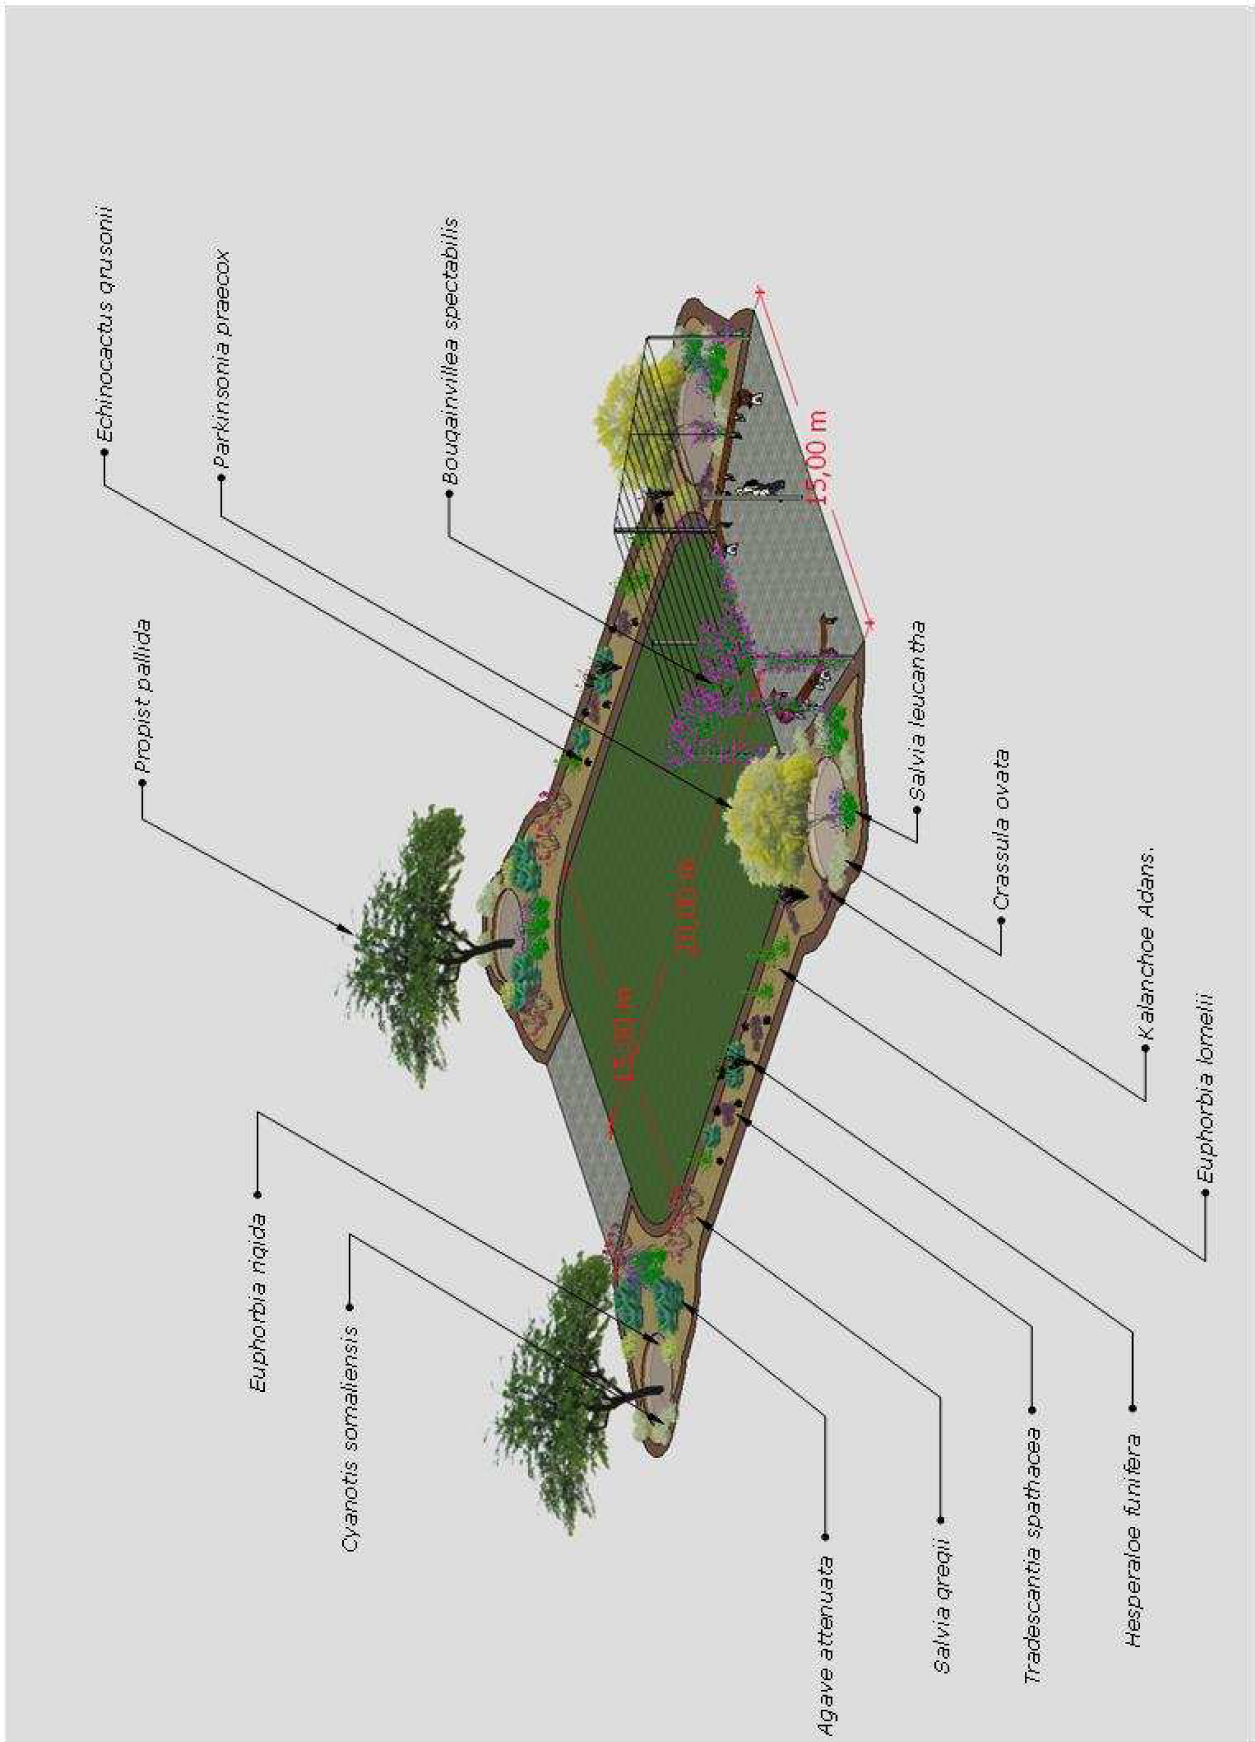 Echinocactus grusonii
Propist pallida
Parkinsonia praecox
Euphorbia rigida
Cyanotis somaliensis
Bougainvillea spectabilis
15,00 m
20,00 m
15,00 m
Agave attenuata
Salvia leucantha
Salvia gregii
Crassula ovata
Tradescantia spathacea
Hesperaloe funifera
Kalanchoe Adans.
Euphorbia lomelii